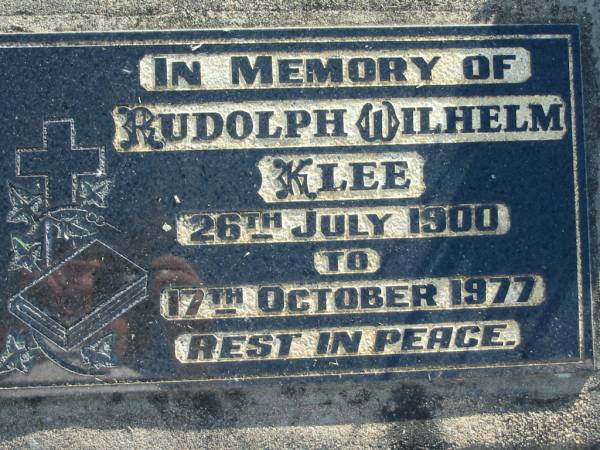 In Memory of
Rudolph Wilhelm
Klee
26th July 1900
to
17th October 1977
Rest in Peace.